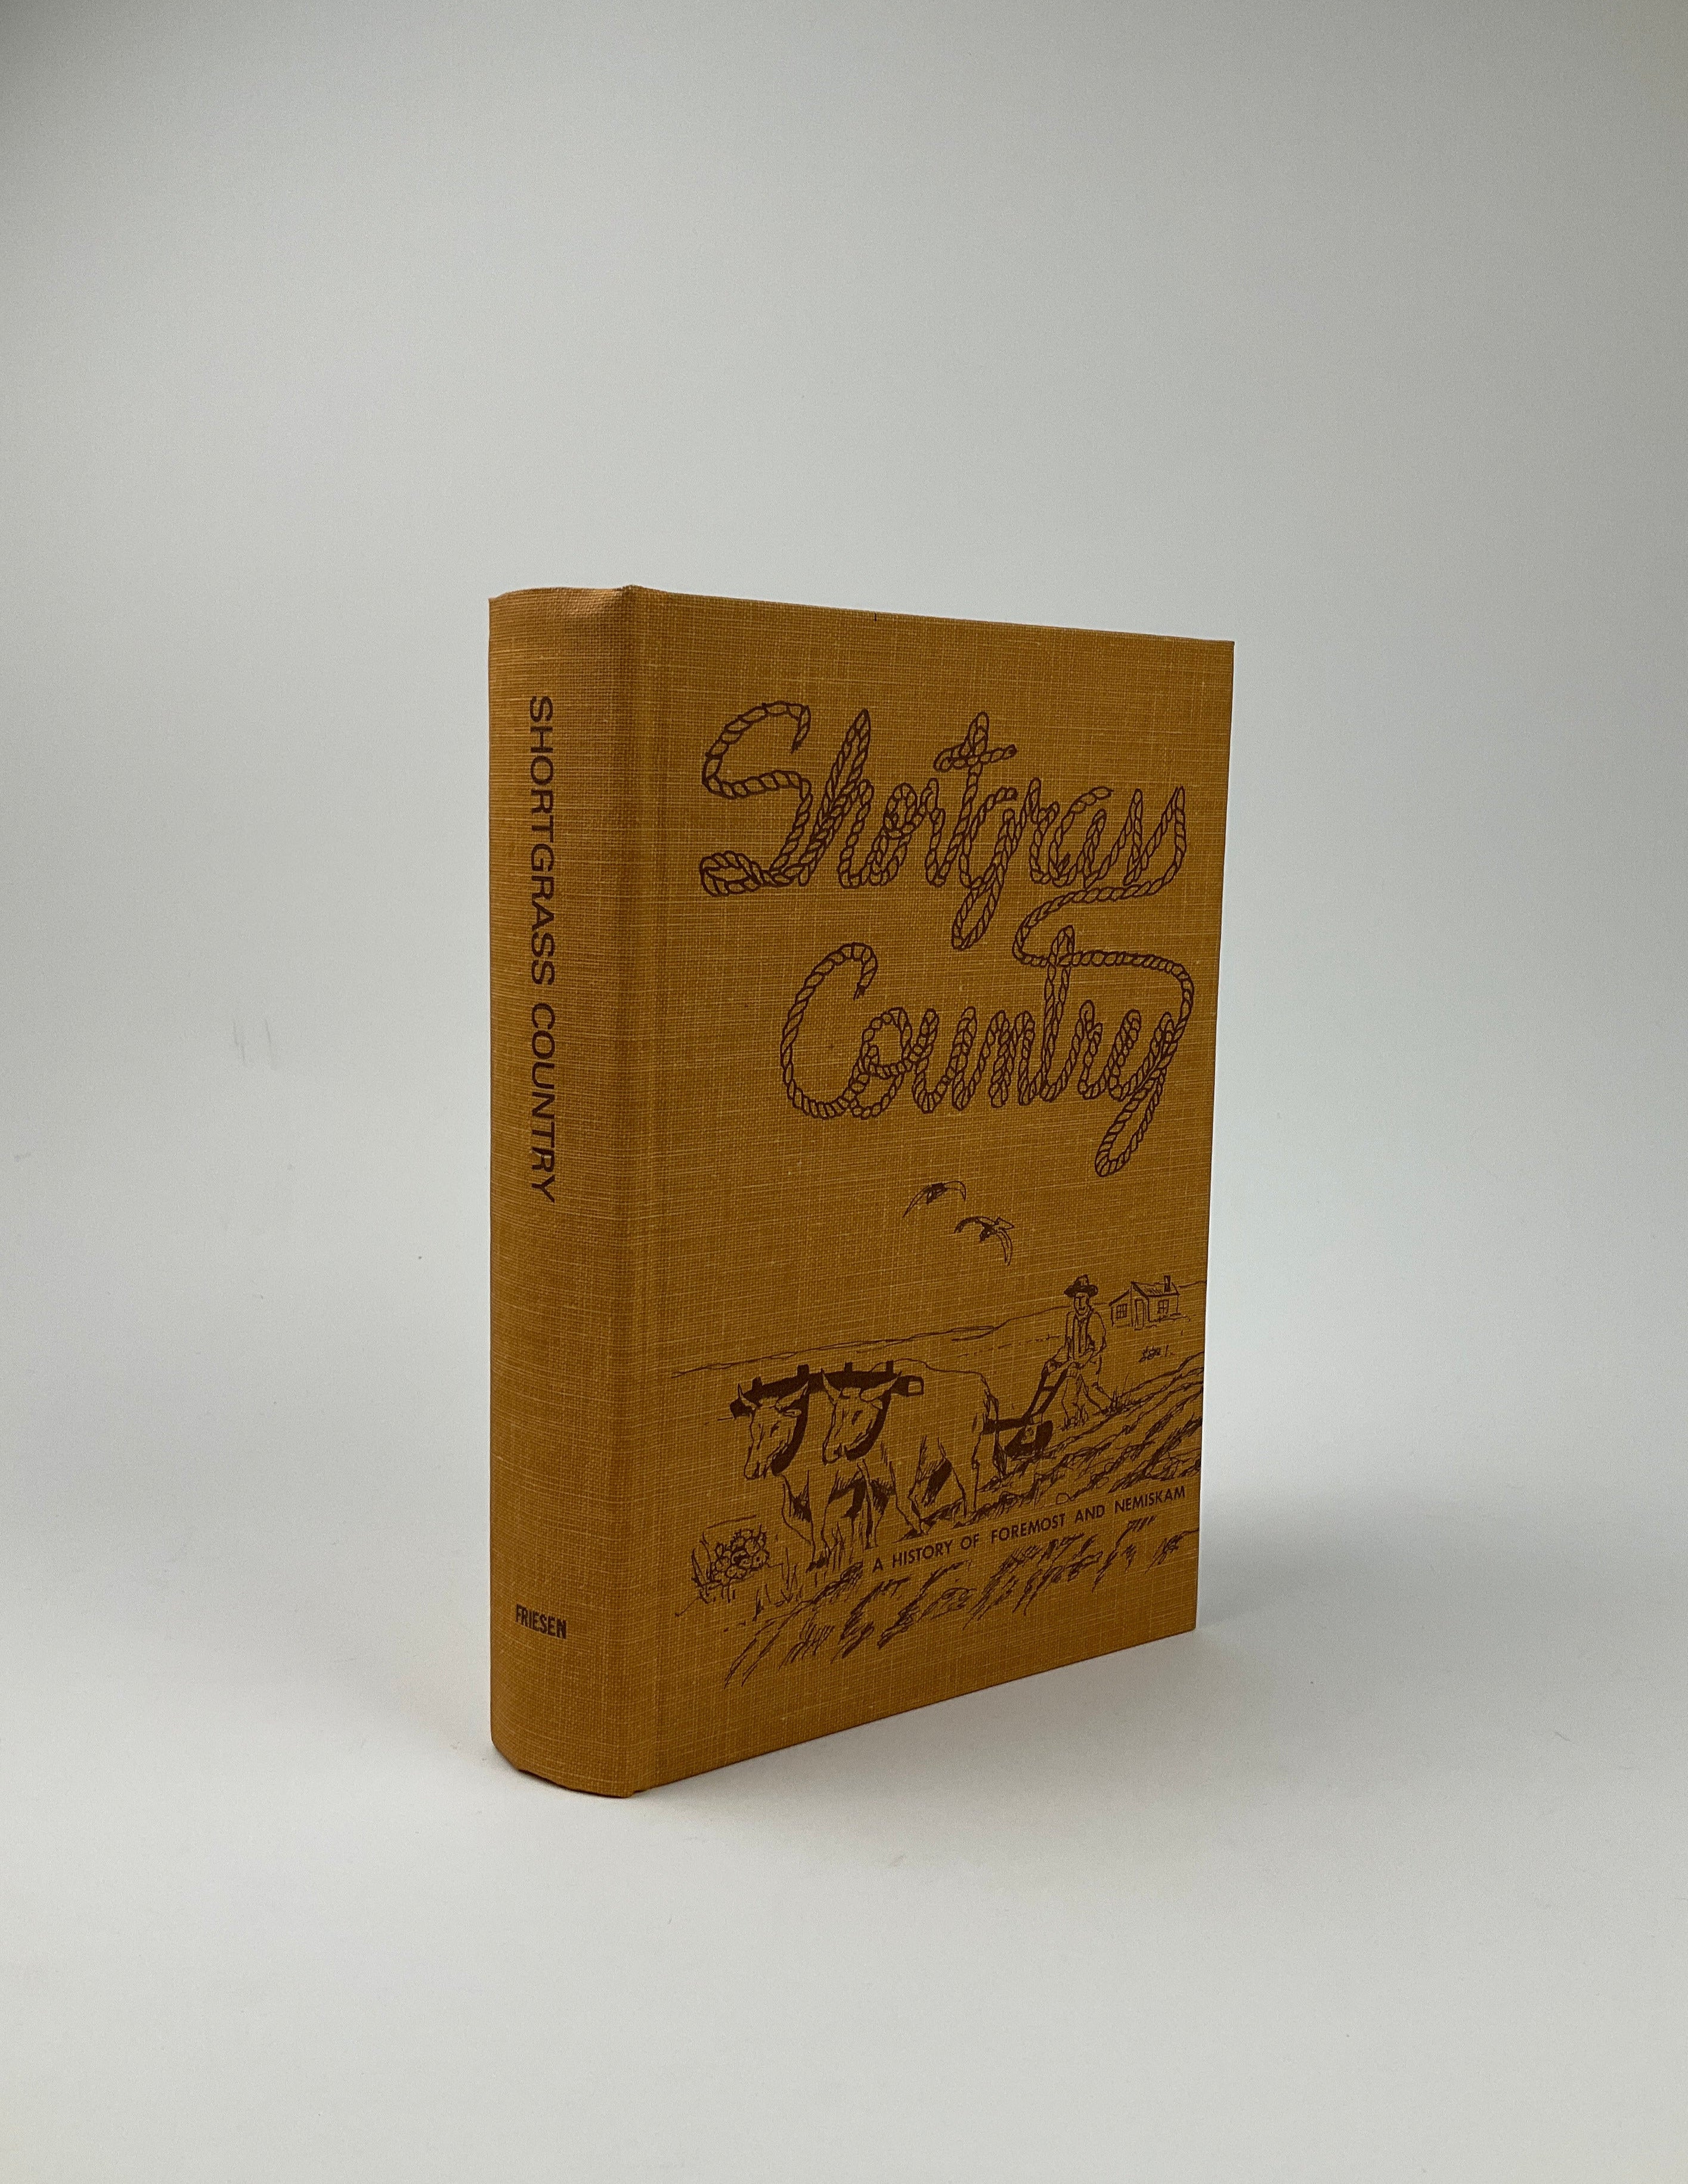 SHORTGRASS COUNTRY
FRIESEN
Shortgrass
Country
A HISTORY OF FOREMOST AND NEMISKAM